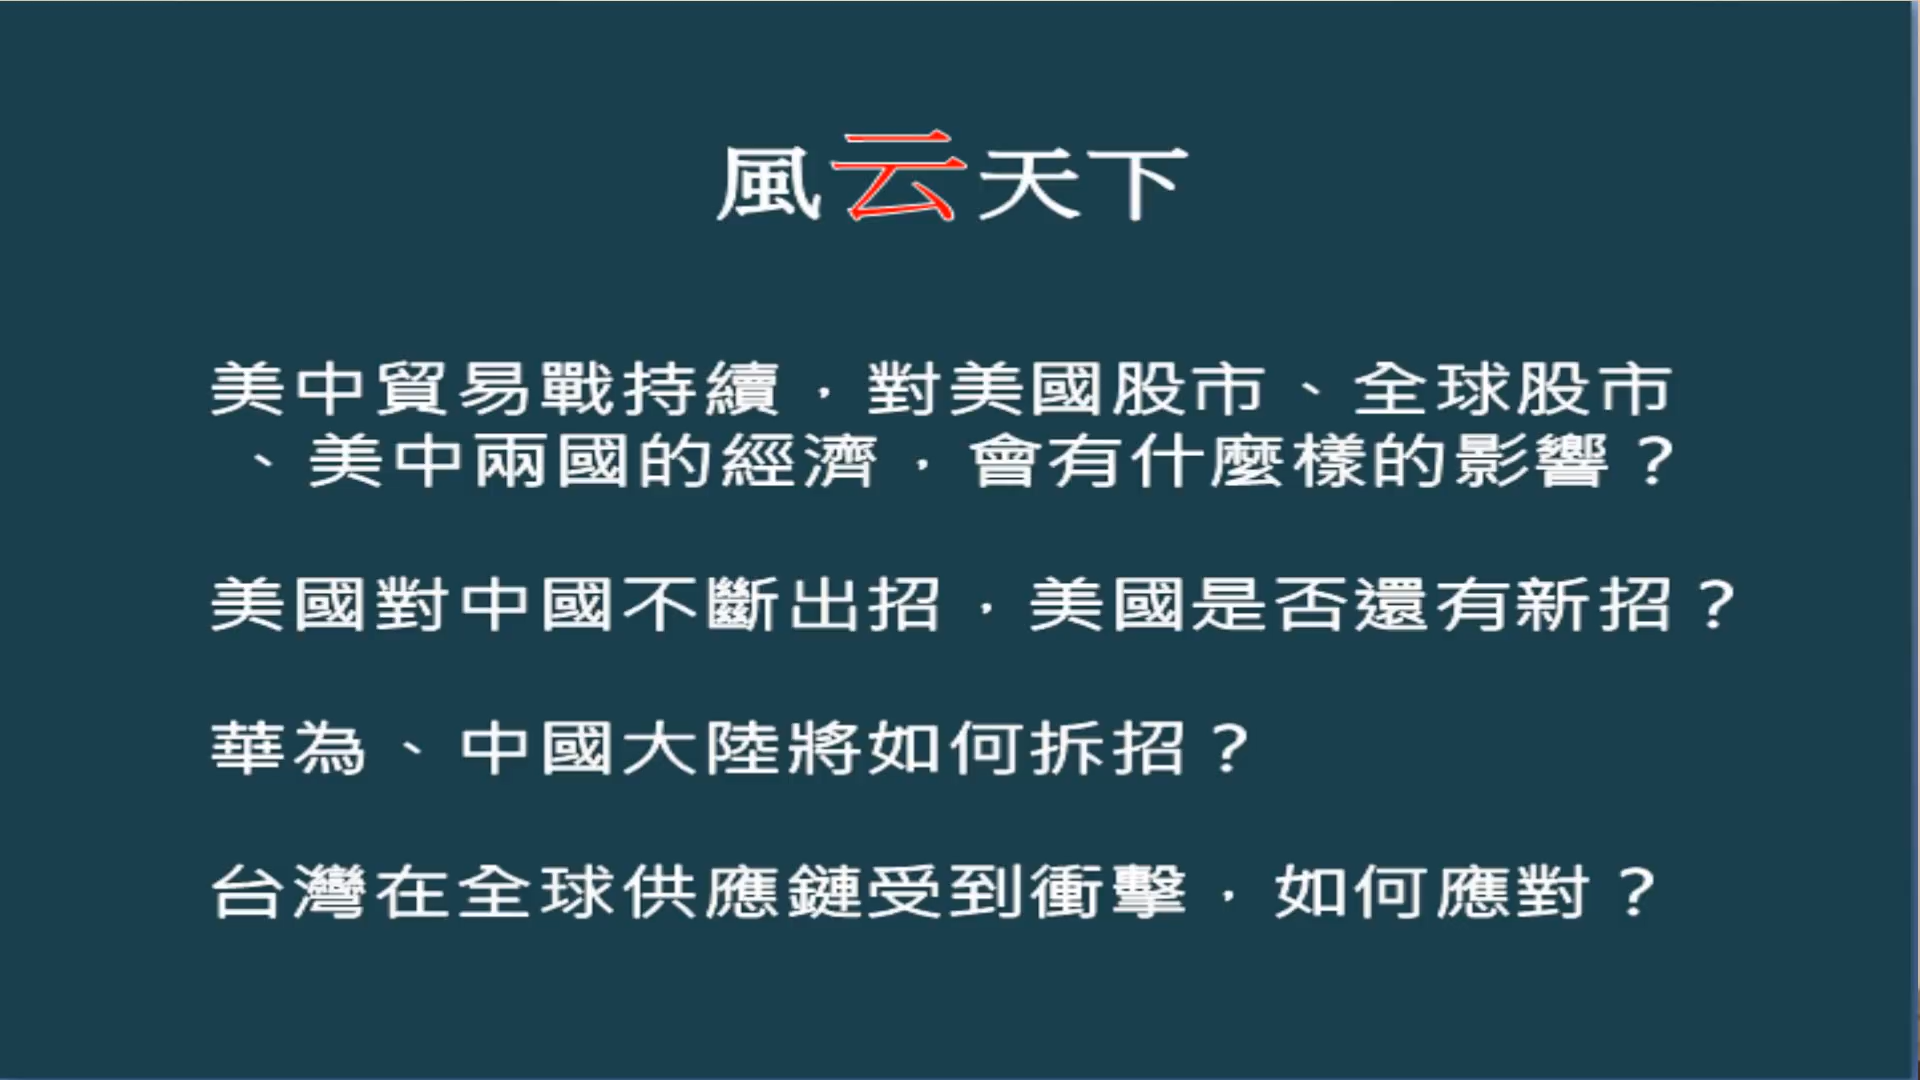 風云天下
美中貿易戰持續，對美國股市、全球股市
、美中兩國的經濟，會有什麼樣的影響？
美國對中國不斷出招，美國是否還有新招？
華為、中國大陸將如何拆招？
台灣在全球供應鏈受到衝擊，如何應對？